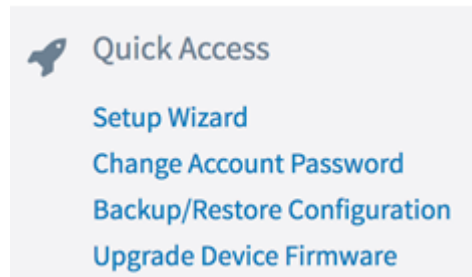 Quick Access
Setup Wizard
Change Account Password
Backup/Restore Configuration
Upgrade Device Firmware